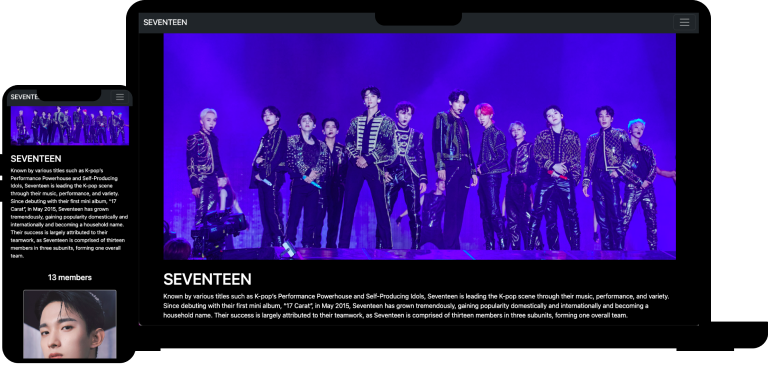 SEVENTEEN
SEVENTEEN
Known by various titles such as K-pop's Performance Powerhouse and Self-Producing Idols, Seventeen is leading the K-pop scene through their music, performance, and variety.
Since debuting with their first mini album, "17 Carat", in May 2015, Seventeen has grown tremendously, gaining popularity domestically and internationally and becoming a
household name. Their success is largely attributed to their teamwork, as Seventeen is comprised of thirteen members in three subunits, forming one overall team.
SEVENTE
SEVENTEEN
Known by various titles such as K-pop's
Performance Powerhouse and Self-Producing
Idols, Seventeen is leading the K-pop scene
through their music, performance, and variety.
Since debuting with their first mini album, "17
Carat", in May 2015, Seventeen has grown
tremendously, gaining popularity domestically and
internationally and becoming a household name.
Their success is largely attributed to their
teamwork, as Seventeen is comprised of thirteen
members in three subunits, forming one overall
team.
13 members